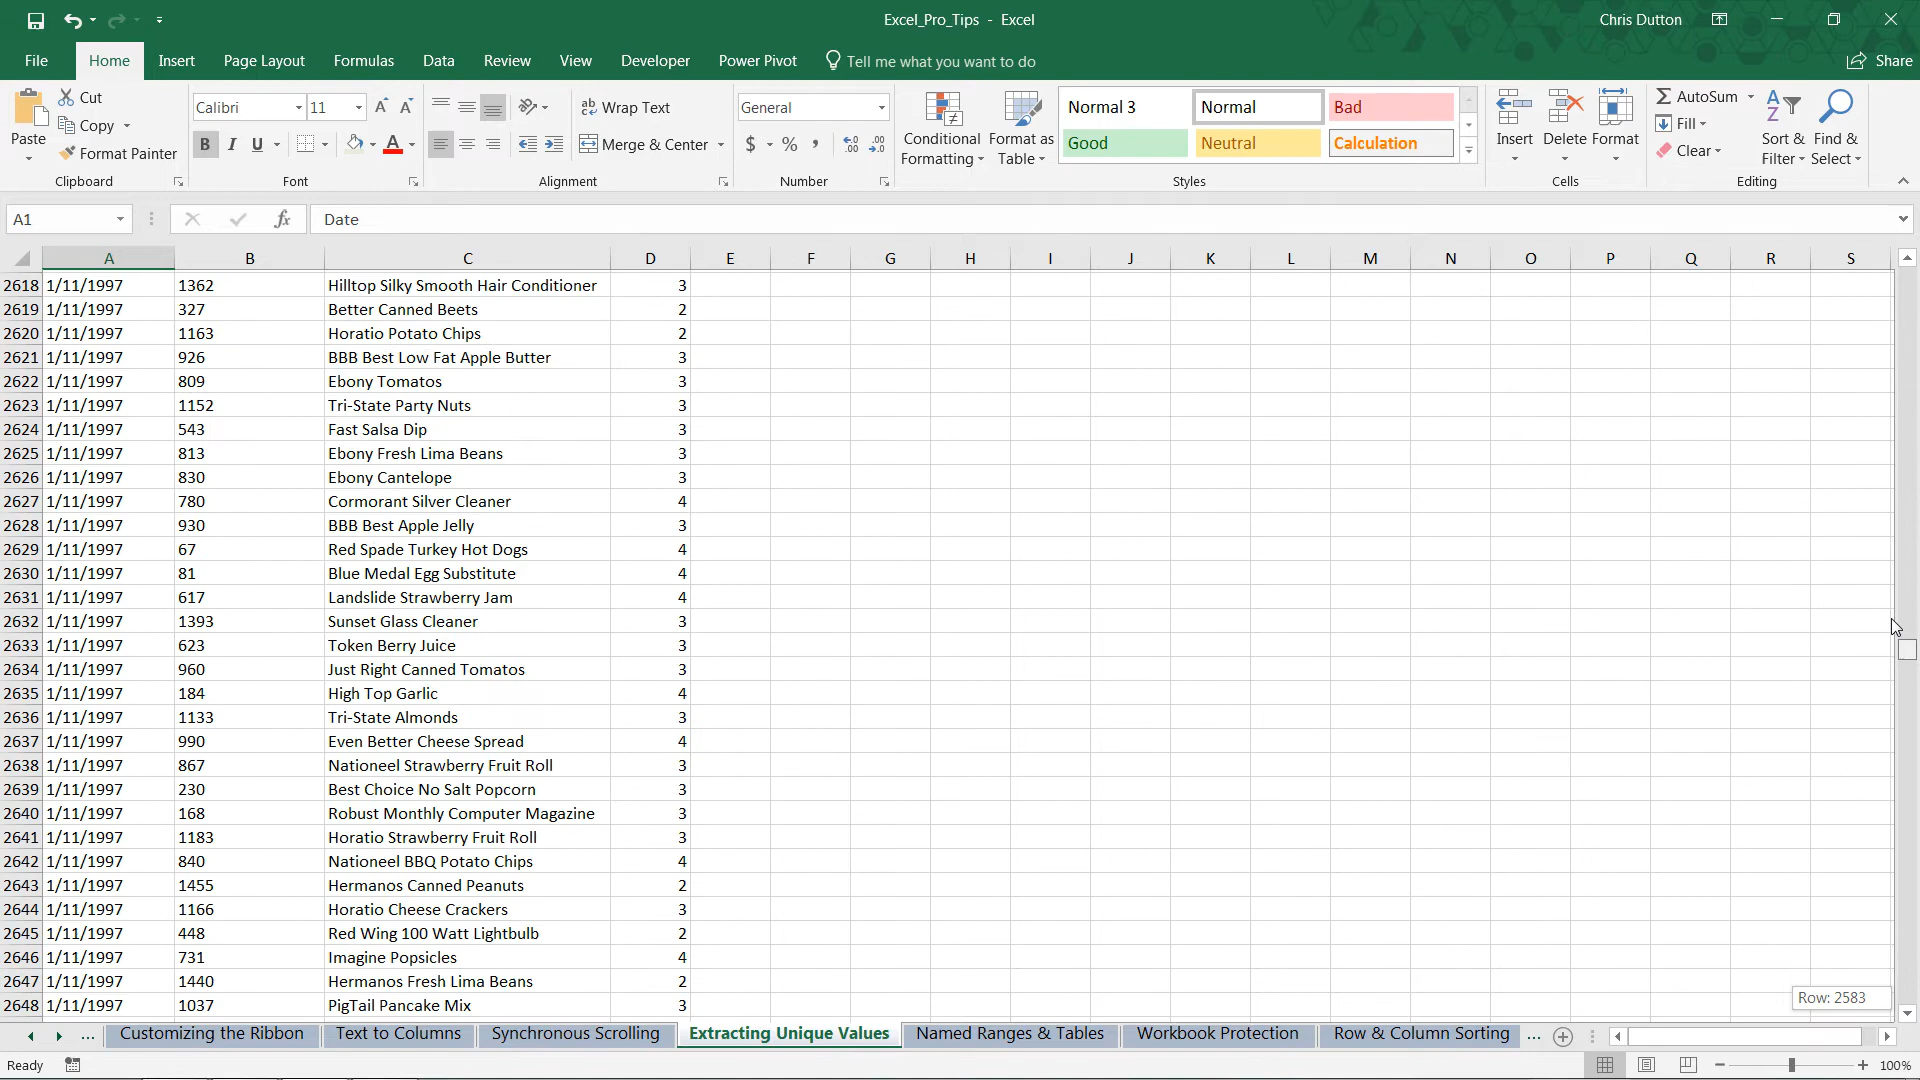 Excel_Pro_Tips - Excel
Chris Dutton
File Home Insert Page Layout Formulas Data Review View Developer Power Pivot Tell me what you want to do Share
Paste
Cut
Copy
Format Painter
Clipboard
Calibri 11
B I U A
Font
Wrap Text
Merge & Center
Alignment
General
$ % ,
Number
Conditional Formatting
Format as Table
Normal 3 Normal Bad
Good Neutral Calculation
Styles
Insert Delete Format
Cells
AutoSum
Fill
Clear
Sort & Filter
Find & Select
Editing
A1 fx Date
A B C D E F G H I J K L M N O P Q R S
2618 1/11/1997 1362 Hilltop Silky Smooth Hair Conditioner 3
2619 1/11/1997 327 Better Canned Beets 2
2620 1/11/1997 1163 Horatio Potato Chips 2
2621 1/11/1997 926 BBB Best Low Fat Apple Butter 3
2622 1/11/1997 809 Ebony Tomatos 3
2623 1/11/1997 1152 Tri-State Party Nuts 3
2624 1/11/1997 543 Fast Salsa Dip 3
2625 1/11/1997 813 Ebony Fresh Lima Beans 3
2626 1/11/1997 830 Ebony Cantelope 3
2627 1/11/1997 780 Cormorant Silver Cleaner 4
2628 1/11/1997 930 BBB Best Apple Jelly 3
2629 1/11/1997 67 Red Spade Turkey Hot Dogs 4
2630 1/11/1997 81 Blue Medal Egg Substitute 4
2631 1/11/1997 617 Landslide Strawberry Jam 4
2632 1/11/1997 1393 Sunset Glass Cleaner 3
2633 1/11/1997 623 Token Berry Juice 3
2634 1/11/1997 960 Just Right Canned Tomatos 3
2635 1/11/1997 184 High Top Garlic 4
2636 1/11/1997 1133 Tri-State Almonds 3
2637 1/11/1997 990 Even Better Cheese Spread 4
2638 1/11/1997 867 Nationeel Strawberry Fruit Roll 3
2639 1/11/1997 230 Best Choice No Salt Popcorn 3
2640 1/11/1997 168 Robust Monthly Computer Magazine 3
2641 1/11/1997 1183 Horatio Strawberry Fruit Roll 3
2642 1/11/1997 840 Nationeel BBQ Potato Chips 4
2643 1/11/1997 1455 Hermanos Canned Peanuts 2
2644 1/11/1997 1166 Horatio Cheese Crackers 3
2645 1/11/1997 448 Red Wing 100 Watt Lightbulb 2
2646 1/11/1997 731 Imagine Popsicles 4
2647 1/11/1997 1440 Hermanos Fresh Lima Beans 2
2648 1/11/1997 1037 PigTail Pancake Mix 3
Row: 2583
... Customizing the Ribbon Text to Columns Synchronous Scrolling Extracting Unique Values Named Ranges & Tables Workbook Protection Row & Column Sorting ...
Ready
100%